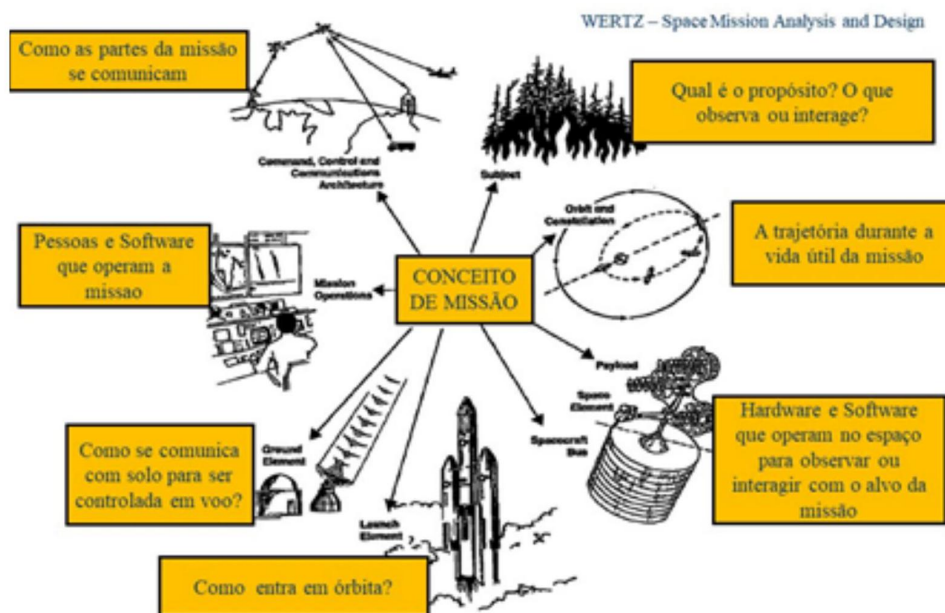 WERTZ – Space Mission Analysis and Design
Como as partes da missão
se comunicam
Qual é o propósito? O que
observa ou interage?
Command, Control and
Communications
Architecture
Subject
Orbit and
Constellation
A trajetória durante a
vida útil da missão
Pessoas e Software
que operam a
missao
Mission
Operations
CONCEITO
DE MISSÃO
Payload
Space
Element
Spacecraft
Bus
Hardware e Software
que operam no espaço
para observar ou
interagir com o alvo da
missão
Como se comunica
com solo para ser
controlada em voo?
Ground
Element
Launch
Element
Como entra em órbita?